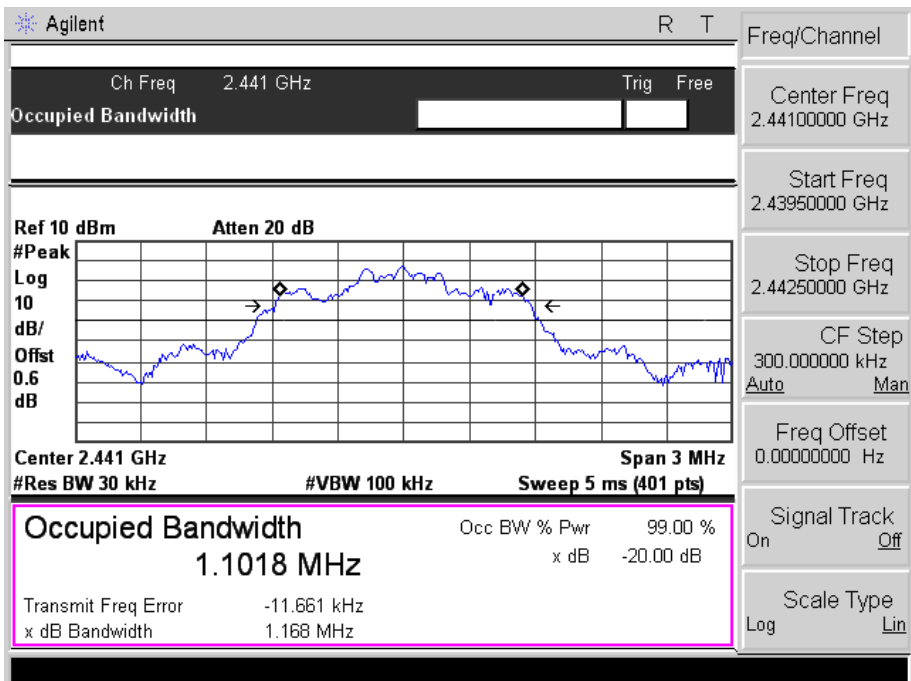 Agilent R T
Ch Freq 2.441 GHz Trig Free
Occupied Bandwidth
Ref 10 dBm Atten 20 dB
#Peak
Log
10
dB/
Offst
0.6
dB
Center 2.441 GHz Span 3 MHz
#Res BW 30 kHz #VBW 100 kHz Sweep 5 ms (401 pts)
Occupied Bandwidth Occ BW % Pwr 99.00 %
1.1018 MHz x dB -20.00 dB
Transmit Freq Error -11.661 kHz
x dB Bandwidth 1.168 MHz
Freq/Channel
Center Freq
2.44100000 GHz
Start Freq
2.43950000 GHz
Stop Freq
2.44250000 GHz
CF Step
300.000000 kHz
Auto Man
Freq Offset
0.00000000 Hz
Signal Track
On Off
Scale Type
Log Lin